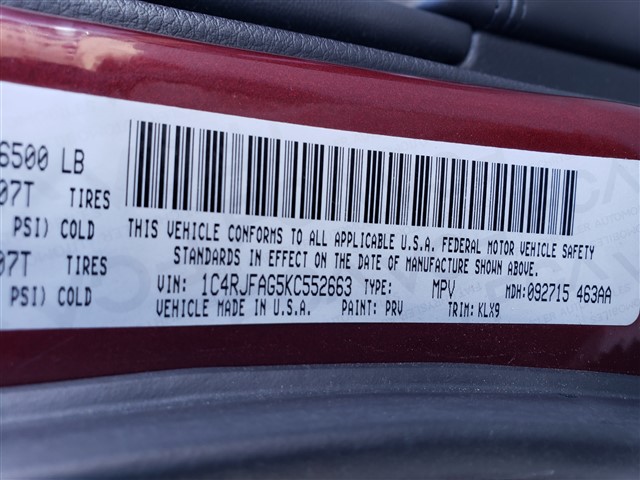 6500 LB
07T TIRES
PSI) COLD
07T TIRES
PSI) COLD
THIS VEHICLE CONFORMS TO ALL APPLICABLE U.S.A. FEDERAL MOTOR VEHICLE SAFETY
STANDARDS IN EFFECT ON THE DATE OF MANUFACTURE SHOWN ABOVE.
VIN: 1C4RJFAG5KC552663 TYPE: MPV MDH:092715 463AA
VEHICLE MADE IN U.S.A. PAINT: PRV TRIM: KLX9